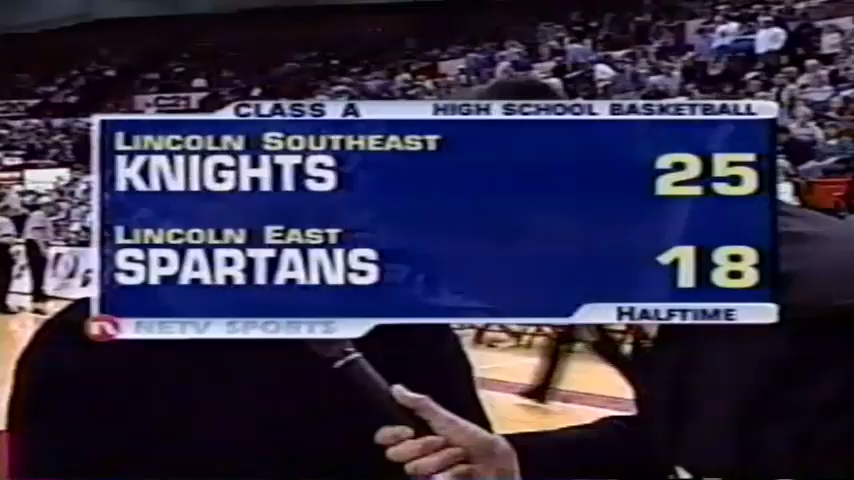 CLASS A HIGH SCHOOL BASKETBALL
LINCOLN SOUTHEAST
KNIGHTS 25
LINCOLN EAST
SPARTANS 18
HALFTIME
n NETV SPORTS